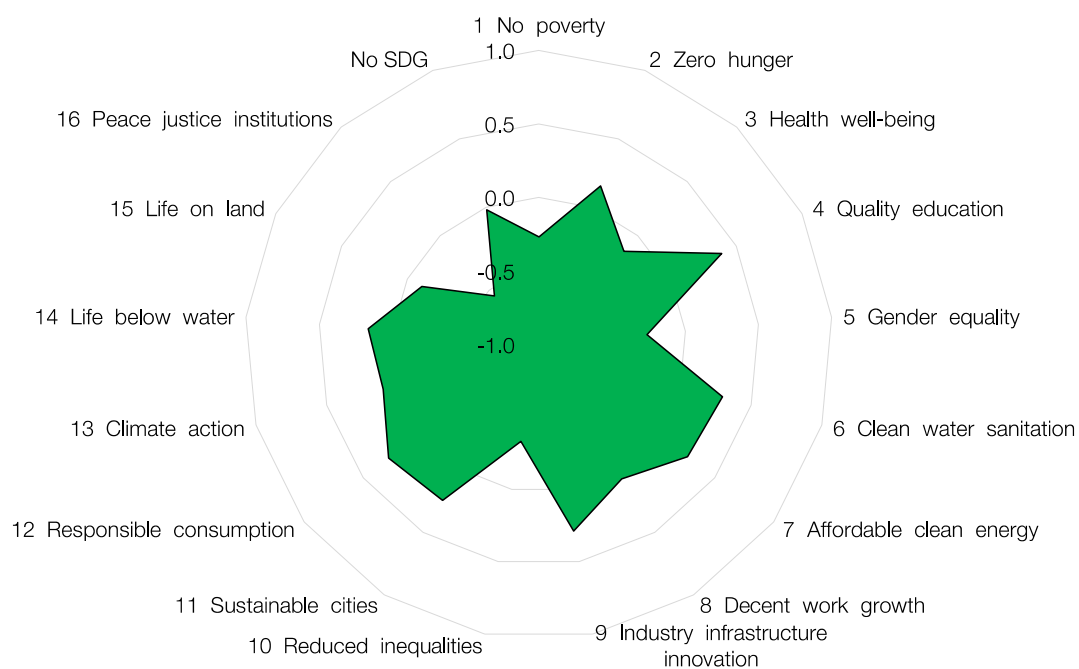 1 No poverty
1.0
No SDG
2 Zero hunger
16 Peace justice institutions
0.5
3 Health well-being
15 Life on land
0.0
4 Quality education
-0.5
14 Life below water
5 Gender equality
-1.0
13 Climate action
6 Clean water sanitation
12 Responsible consumption
7 Affordable clean energy
11 Sustainable cities
8 Decent work growth
10 Reduced inequalities
9 Industry infrastructure
innovation